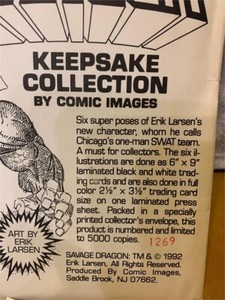 KEEPSAKE
COLLECTION
BY COMIC IMAGES
Six super poses of Erik Larsen's
new character, whom he calls
Chicago's one-man SWAT team.
A must for collectors. The six il-
lustrations are done as 6" × 9"
laminated black and white trad-
ing cards and are also done in full
color 2½" × 3½" trading card
size on one laminated press
sheet. Packed in a specially
printed collector's envelope, this
product is numbered and limited
to 5000 copies. 1269
ART BY
ERIK
LARSEN
SAVAGE DRAGON: TM & © 1992
Erik Larsen, All Rights Reserved.
Produced By Comic Images,
Saddle Brook, NJ 07662.